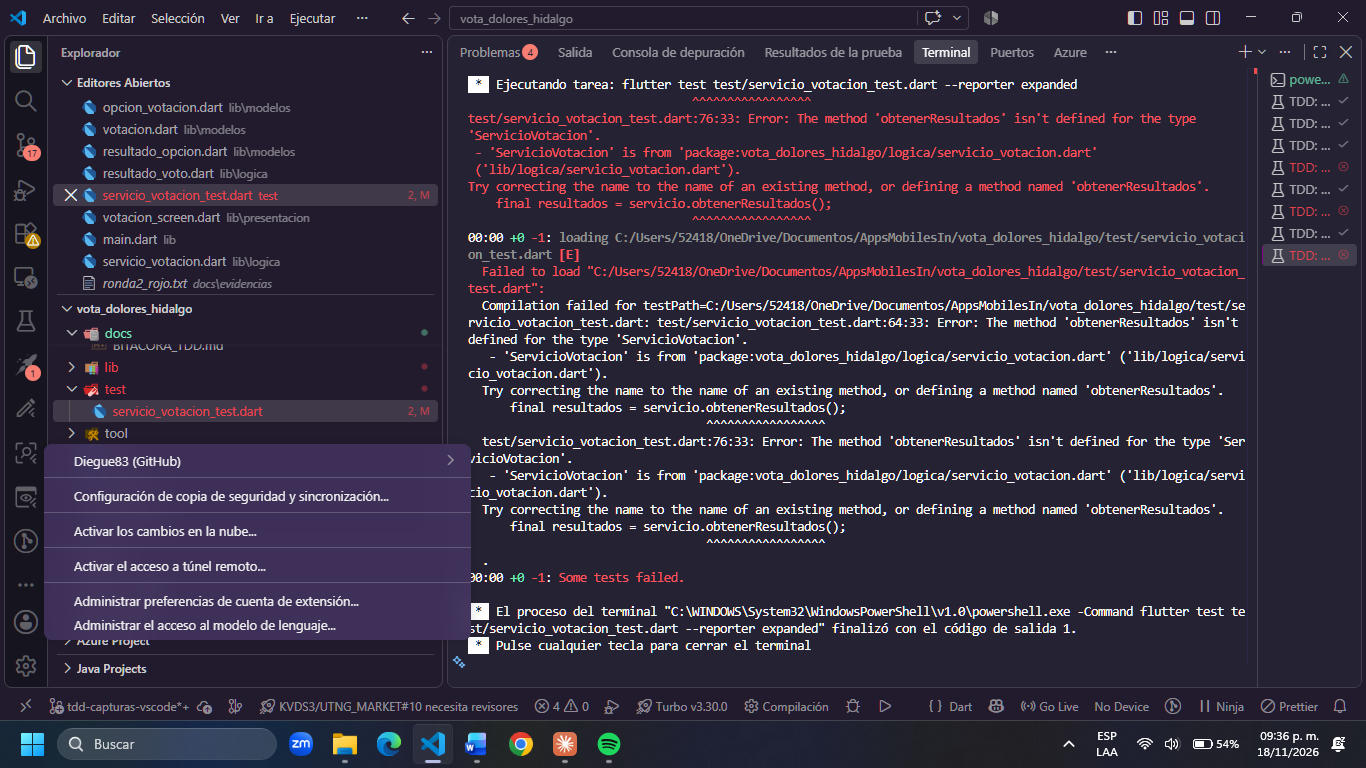 Archivo Editar Selección Ver Ir a Ejecutar ··· vota_dolores_hidalgo
Explorador ···
Editores Abiertos
opcion_votacion.dart lib\modelos
votacion.dart lib\modelos
resultado_opcion.dart lib\modelos
resultado_voto.dart lib\logica
servicio_votacion_test.dart test 2, M
votacion_screen.dart lib\presentacion
main.dart lib
servicio_votacion.dart lib\logica
ronda2_rojo.txt docs\evidencias
vota_dolores_hidalgo
docs
BITACORA_TDD.md
lib
test
servicio_votacion_test.dart 2, M
tool
17
1
Diegue83 (GitHub)
Configuración de copia de seguridad y sincronización...
Activar los cambios en la nube...
Activar el acceso a túnel remoto...
Administrar preferencias de cuenta de extensión...
Administrar el acceso al modelo de lenguaje...
Azure Project
Java Projects
Problemas 4 Salida Consola de depuración Resultados de la prueba Terminal Puertos Azure ···
* Ejecutando tarea: flutter test test/servicio_votacion_test.dart --reporter expanded
^^^^^^^^^^^^^^^^^
test/servicio_votacion_test.dart:76:33: Error: The method 'obtenerResultados' isn't defined for the type
'ServicioVotacion'.
- 'ServicioVotacion' is from 'package:vota_dolores_hidalgo/logica/servicio_votacion.dart'
('lib/logica/servicio_votacion.dart').
Try correcting the name to the name of an existing method, or defining a method named 'obtenerResultados'.
final resultados = servicio.obtenerResultados();
^^^^^^^^^^^^^^^^^
00:00 +0 -1: loading C:/Users/52418/OneDrive/Documentos/AppsMobilesIn/vota_dolores_hidalgo/test/servicio_votaci
on_test.dart [E]
Failed to load "C:/Users/52418/OneDrive/Documentos/AppsMobilesIn/vota_dolores_hidalgo/test/servicio_votacion_
test.dart":
Compilation failed for testPath=C:/Users/52418/OneDrive/Documentos/AppsMobilesIn/vota_dolores_hidalgo/test/se
rvicio_votacion_test.dart: test/servicio_votacion_test.dart:64:33: Error: The method 'obtenerResultados' isn't
defined for the type 'ServicioVotacion'.
- 'ServicioVotacion' is from 'package:vota_dolores_hidalgo/logica/servicio_votacion.dart' ('lib/logica/servi
cio_votacion.dart').
Try correcting the name to the name of an existing method, or defining a method named 'obtenerResultados'.
final resultados = servicio.obtenerResultados();
^^^^^^^^^^^^^^^^^
test/servicio_votacion_test.dart:76:33: Error: The method 'obtenerResultados' isn't defined for the type 'Ser
vicioVotacion'.
- 'ServicioVotacion' is from 'package:vota_dolores_hidalgo/logica/servicio_votacion.dart' ('lib/logica/servi
cio_votacion.dart').
Try correcting the name to the name of an existing method, or defining a method named 'obtenerResultados'.
final resultados = servicio.obtenerResultados();
^^^^^^^^^^^^^^^^^
.
00:00 +0 -1: Some tests failed.
* El proceso del terminal "C:\WINDOWS\System32\WindowsPowerShell\v1.0\powershell.exe -Command flutter test te
st/servicio_votacion_test.dart --reporter expanded" finalizó con el código de salida 1.
* Pulse cualquier tecla para cerrar el terminal
powe...
TDD: ...
TDD: ...
TDD: ...
TDD: ...
TDD: ...
TDD: ...
TDD: ...
TDD: ...
tdd-capturas-vscode*+ KVDS3/UTNG_MARKET#10 necesita revisores 4 0 Turbo v3.30.0 Compilación { } Dart Go Live No Device Ninja Prettier
Buscar zm ESP 54% 09:36 p. m.
LAA 18/11/2026